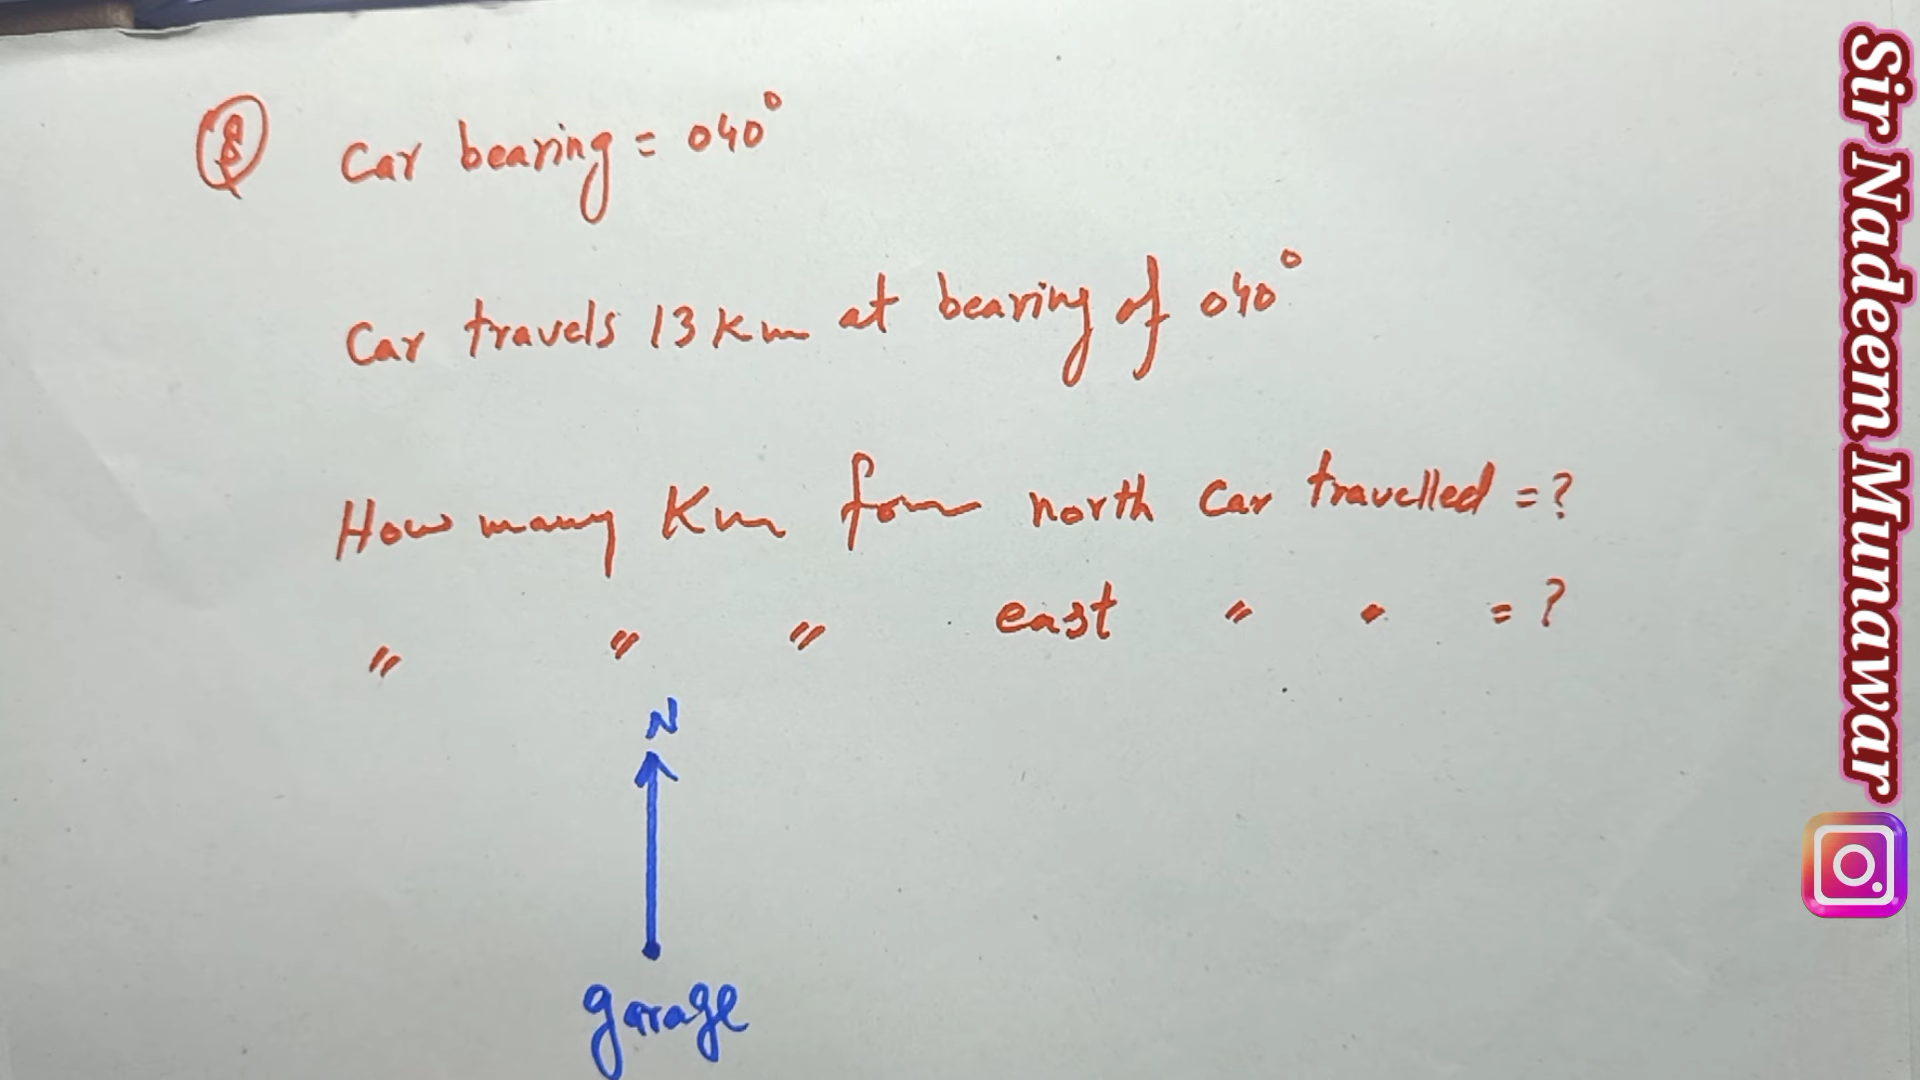 Q Car bearing = 040°
Car travels 13 Km at bearing of 040°
How many Km from north Car travelled = ?
" " " east " " = ?
N
garage
Sir Nadeem Munawar